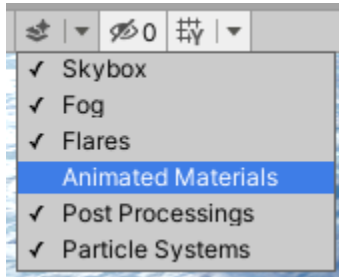 0
Skybox
Fog
Flares
Animated Materials
Post Processings
Particle Systems